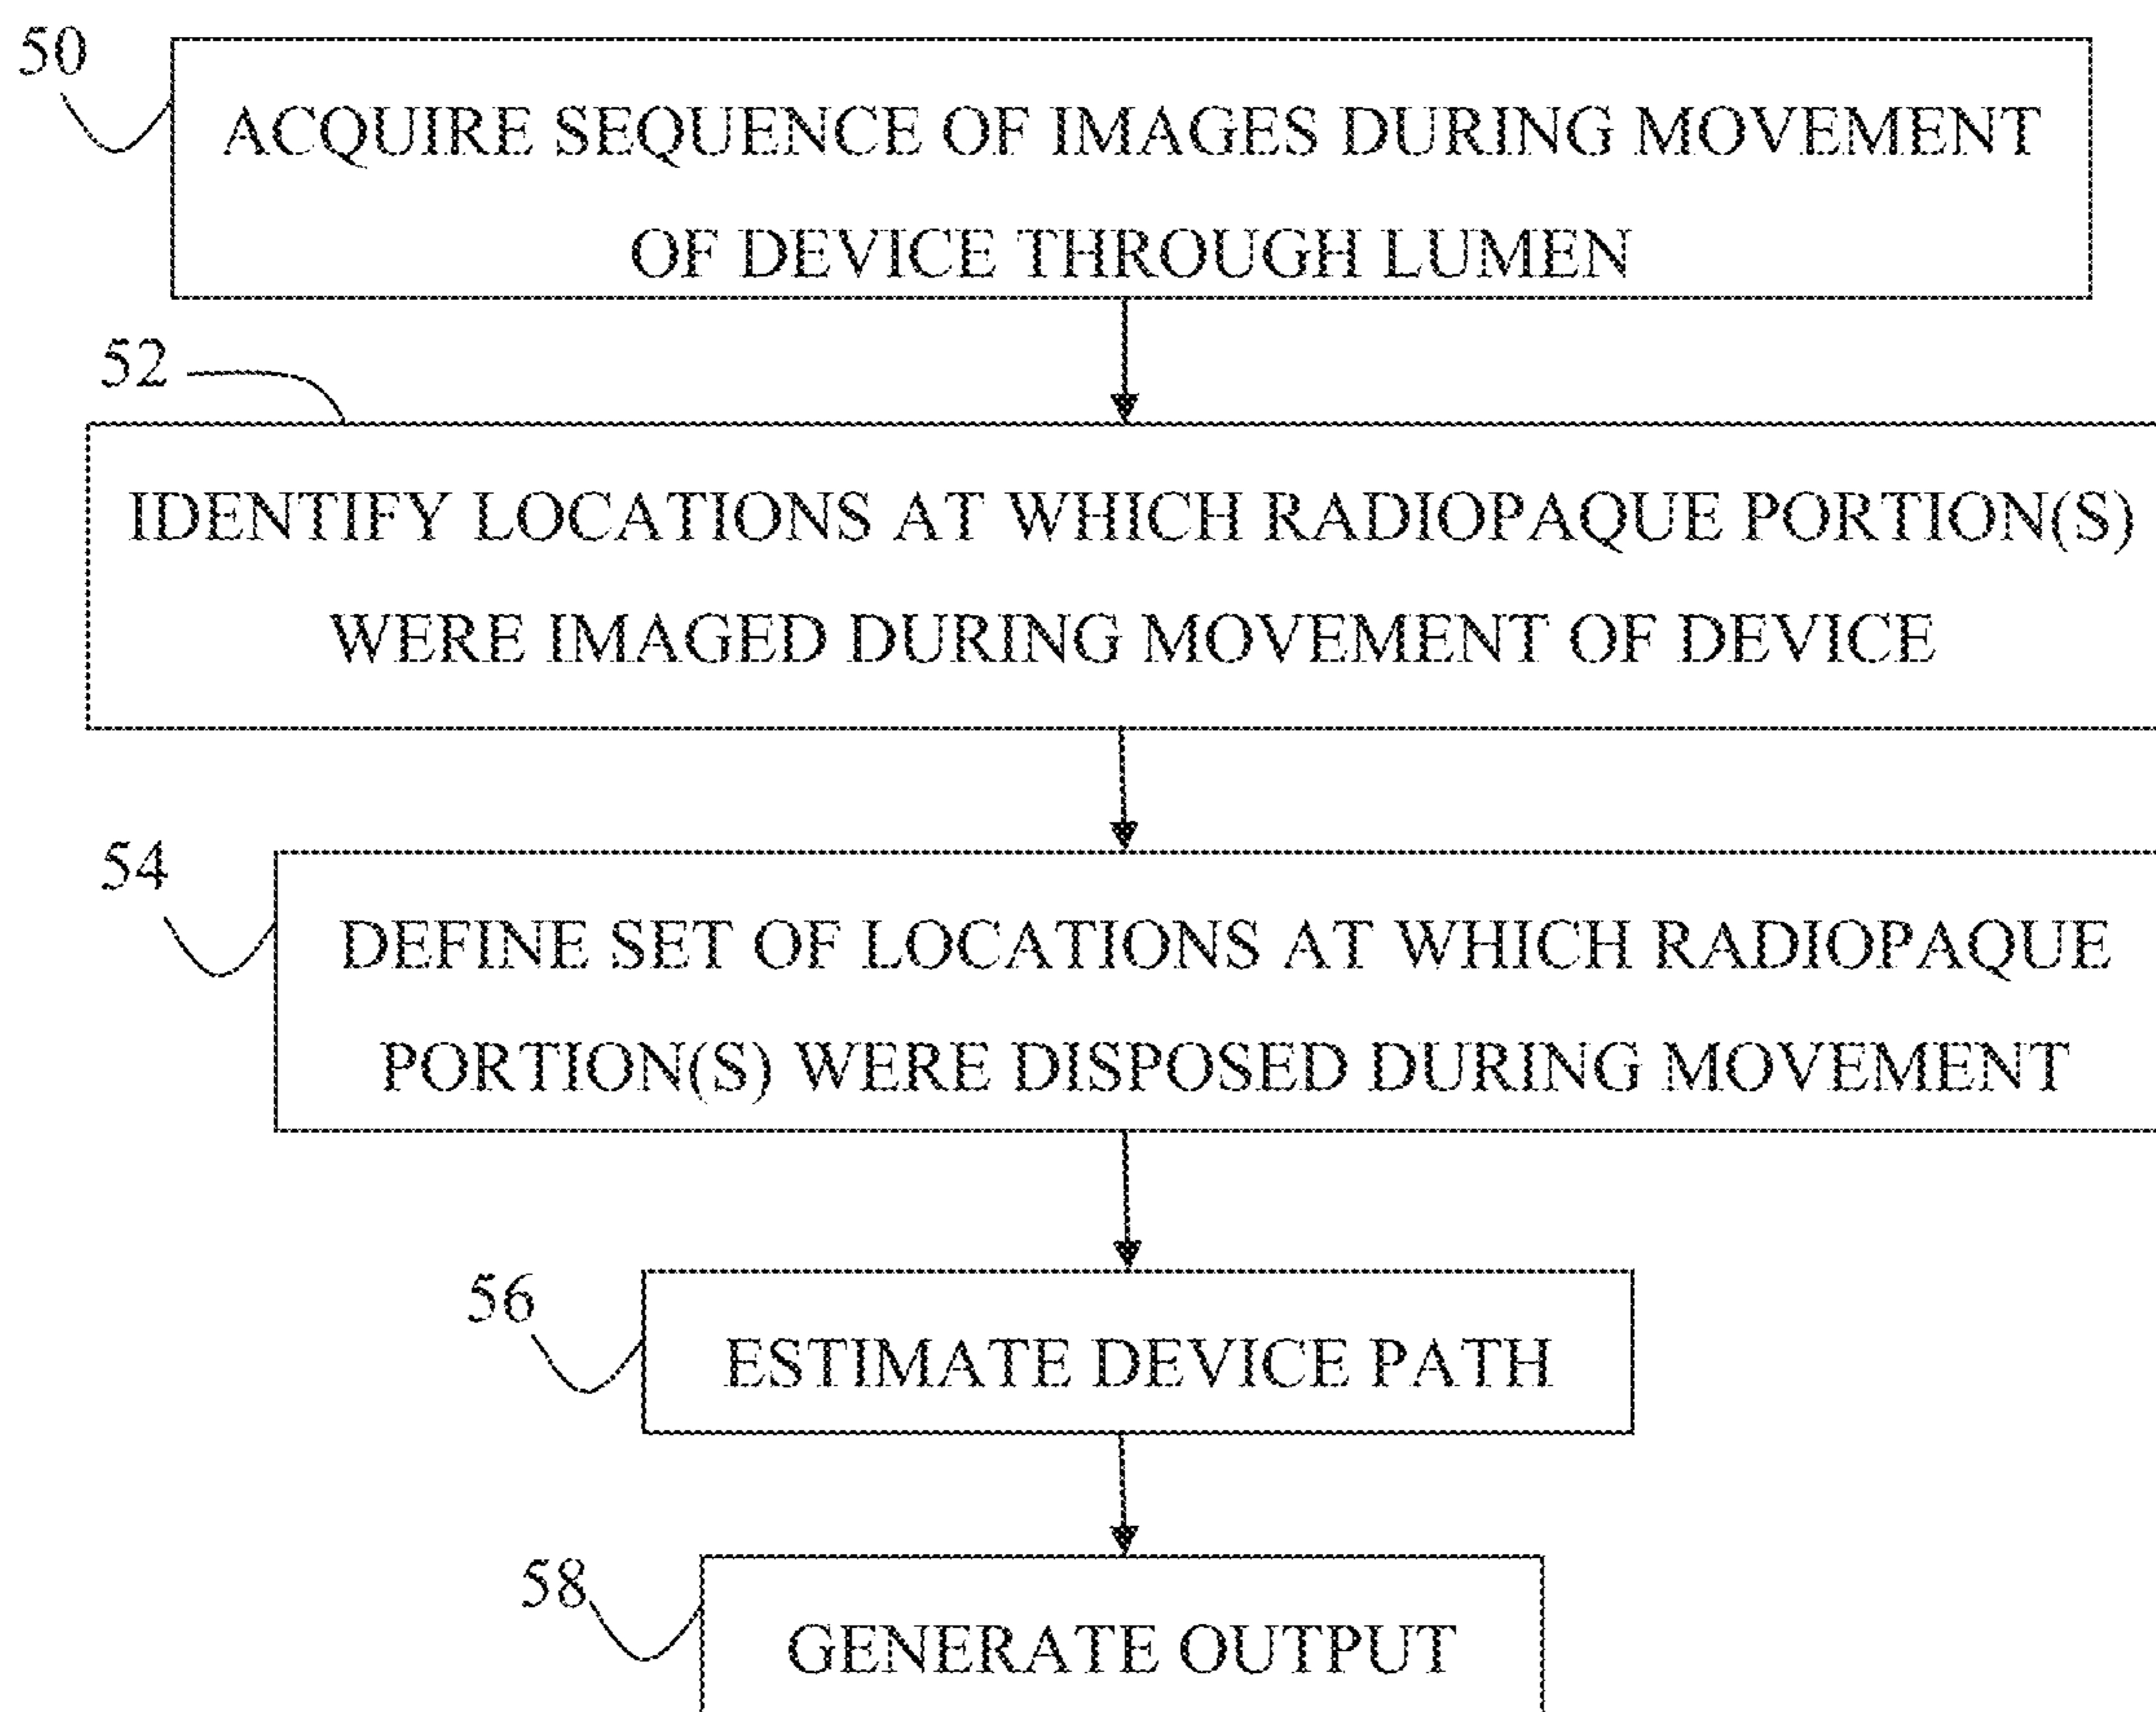 50
ACQUIRE SEQUENCE OF IMAGES DURING MOVEMENT
OF DEVICE THROUGH LUMEN
52
IDENTIFY LOCATIONS AT WHICH RADIOPAQUE PORTION(S)
WERE IMAGED DURING MOVEMENT OF DEVICE
54
DEFINE SET OF LOCATIONS AT WHICH RADIOPAQUE
PORTION(S) WERE DISPOSED DURING MOVEMENT
56
ESTIMATE DEVICE PATH
58
GENERATE OUTPUT